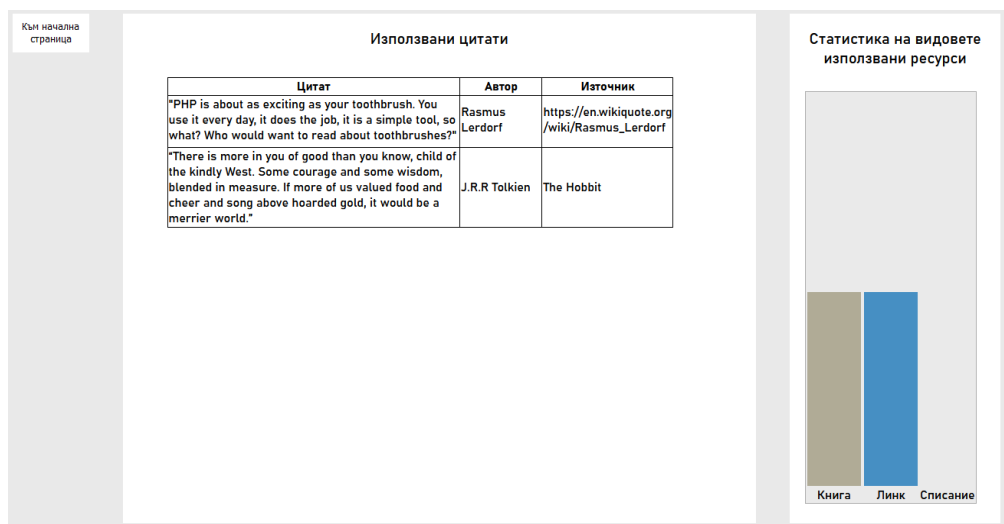 Към начална
страница
Използвани цитати
Цитат Автор Източник
"PHP is about as exciting as your toothbrush. You
use it every day, it does the job, it is a simple tool, so
what? Who would want to read about toothbrushes?"
Rasmus
Lerdorf
https://en.wikiquote.org
/wiki/Rasmus_Lerdorf
"There is more in you of good than you know, child of
the kindly West. Some courage and some wisdom,
blended in measure. If more of us valued food and
cheer and song above hoarded gold, it would be a
merrier world."
J.R.R Tolkien
The Hobbit
Статистика на видовете
използвани ресурси
Книга Линк Списание